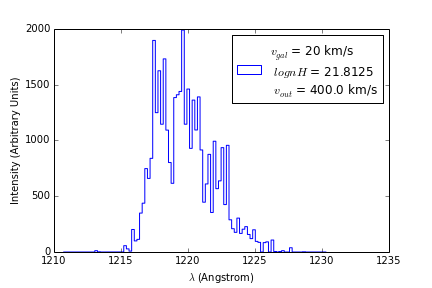 2000
1500
1000
500
0
Intensity (Arbitrary Units)
v_gal = 20 km/s
lognH = 21.8125
v_out = 400.0 km/s
1210 1215 1220 1225 1230 1235
λ (Angstrom)